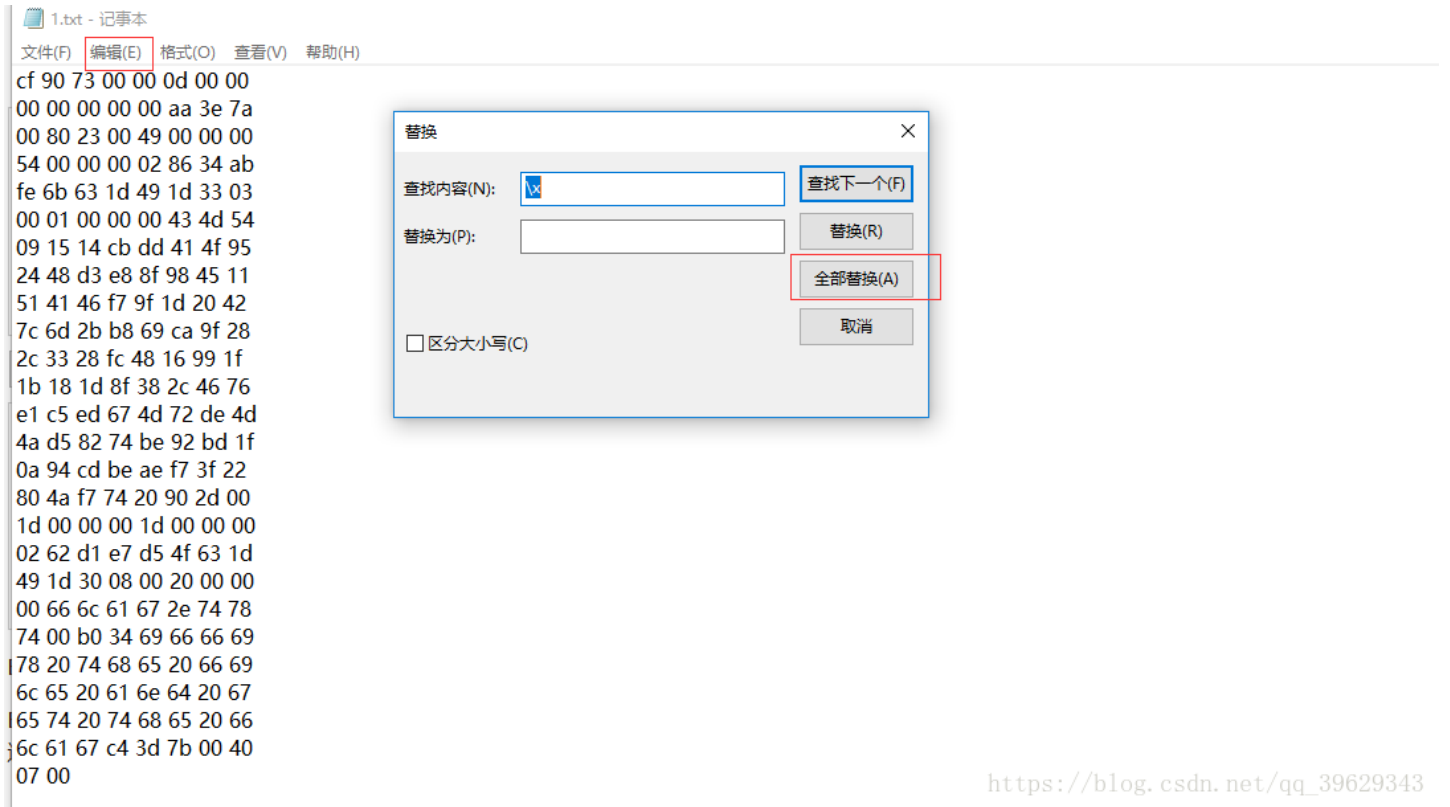 1.txt - 记事本
文件(F) 编辑(E) 格式(O) 查看(V) 帮助(H)
cf 90 73 00 00 0d 00 00
00 00 00 00 00 aa 3e 7a
00 80 23 00 49 00 00 00
54 00 00 00 02 86 34 ab
fe 6b 63 1d 49 1d 33 03
00 01 00 00 00 43 4d 54
09 15 14 cb dd 41 4f 95
24 48 d3 e8 8f 98 45 11
51 41 46 f7 9f 1d 20 42
7c 6d 2b b8 69 ca 9f 28
2c 33 28 fc 48 16 99 1f
1b 18 1d 8f 38 2c 46 76
e1 c5 ed 67 4d 72 de 4d
4a d5 82 74 be 92 bd 1f
0a 94 cd be ae f7 3f 22
80 4a f7 74 20 90 2d 00
1d 00 00 00 1d 00 00 00
02 62 d1 e7 d5 4f 63 1d
49 1d 30 08 00 20 00 00
00 66 6c 61 67 2e 74 78
74 00 b0 34 69 66 66 69
78 20 74 68 65 20 66 69
6c 65 20 61 6e 64 20 67
65 74 20 74 68 65 20 66
6c 61 67 c4 3d 7b 00 40
07 00
替换
查找内容(N): \x 查找下一个(F)
替换为(P): 替换(R)
全部替换(A)
取消
区分大小写(C)
https://blog.csdn.net/qq_39629343